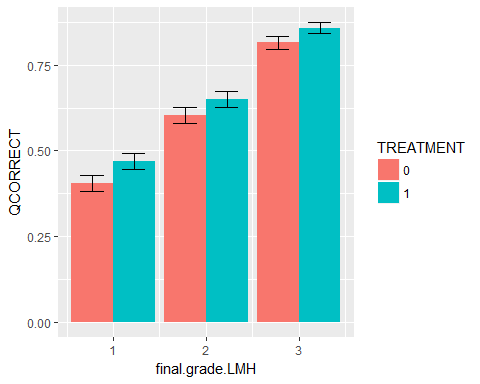 QCORRECT
0.75
0.50
0.25
0.00
1 2 3
final.grade.LMH
TREATMENT
0
1